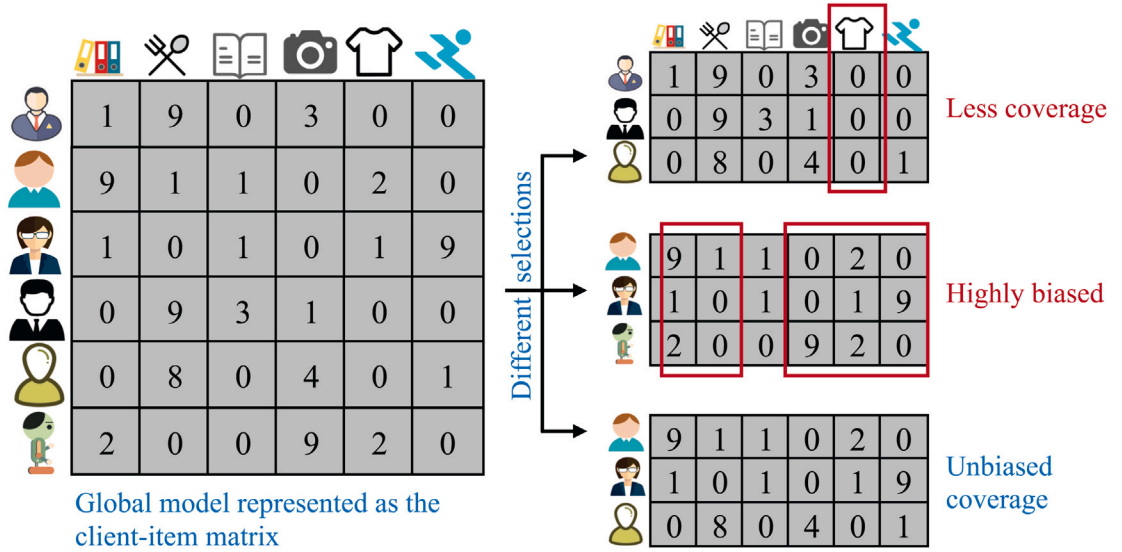 1 9 0 3 0 0
9 1 1 0 2 0
1 0 1 0 1 9
0 9 3 1 0 0
0 8 0 4 0 1
2 0 0 9 2 0
Global model represented as the
client-item matrix
Different selections
1 9 0 3 0 0
0 9 3 1 0 0
0 8 0 4 0 1
Less coverage
9 1 1 0 2 0
1 0 1 0 1 9
2 0 0 9 2 0
Highly biased
9 1 1 0 2 0
1 0 1 0 1 9
0 8 0 4 0 1
Unbiased
coverage